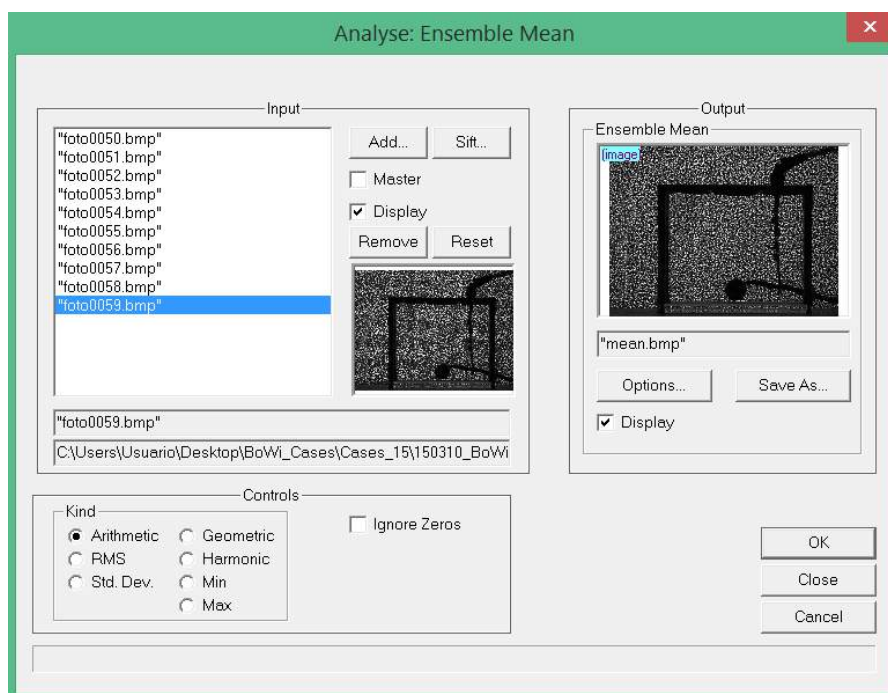 Analyse: Ensemble Mean
Input
"foto0050.bmp"
"foto0051.bmp"
"foto0052.bmp"
"foto0053.bmp"
"foto0054.bmp"
"foto0055.bmp"
"foto0056.bmp"
"foto0057.bmp"
"foto0058.bmp"
"foto0059.bmp"
Add...
Sift...
Master
Display
Remove
Reset
"foto0059.bmp"
C:\Users\Usuario\Desktop\BoWi_Cases\Cases_15\150310_BoWi
Output
Ensemble Mean
(image)
"mean.bmp"
Options...
Save As...
Display
Controls
Kind
Arithmetic
Geometric
RMS
Harmonic
Std. Dev.
Min
Max
Ignore Zeros
OK
Close
Cancel